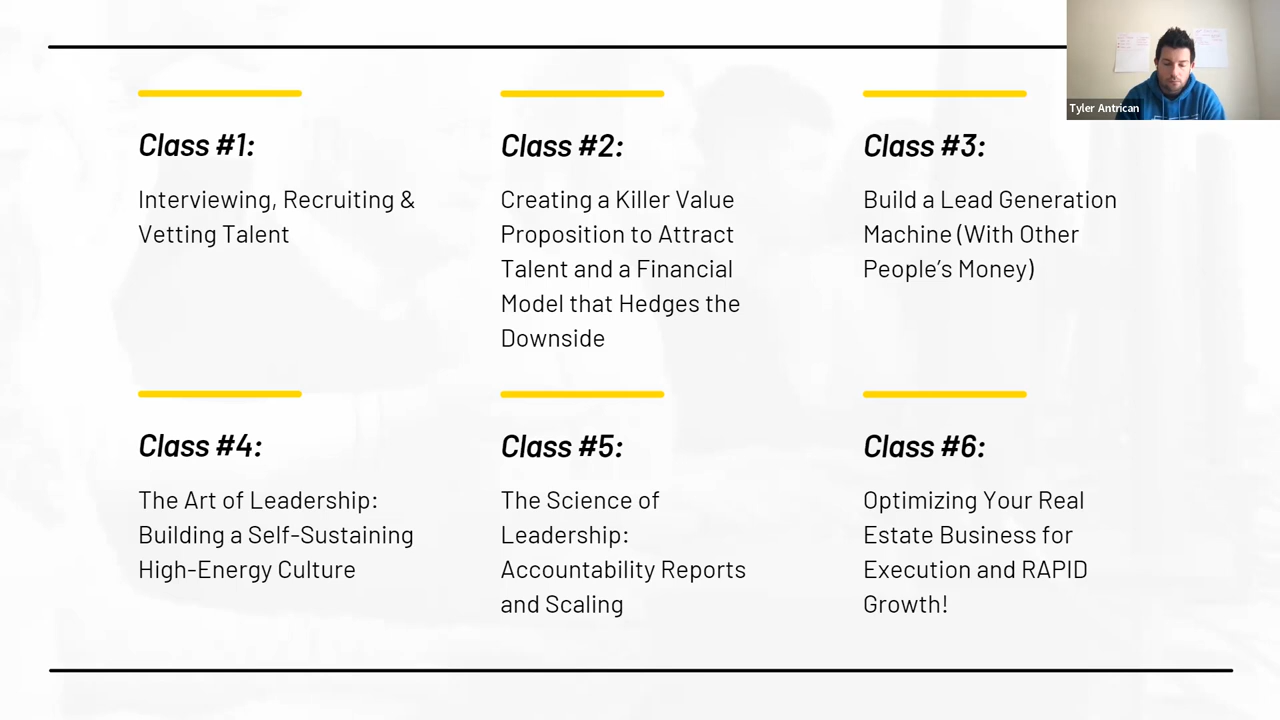 Tyler Antrican
Class #1:
Interviewing, Recruiting &
Vetting Talent
Class #2:
Creating a Killer Value
Proposition to Attract
Talent and a Financial
Model that Hedges the
Downside
Class #3:
Build a Lead Generation
Machine (With Other
People’s Money)
Class #4:
The Art of Leadership:
Building a Self-Sustaining
High-Energy Culture
Class #5:
The Science of
Leadership:
Accountability Reports
and Scaling
Class #6:
Optimizing Your Real
Estate Business for
Execution and RAPID
Growth!